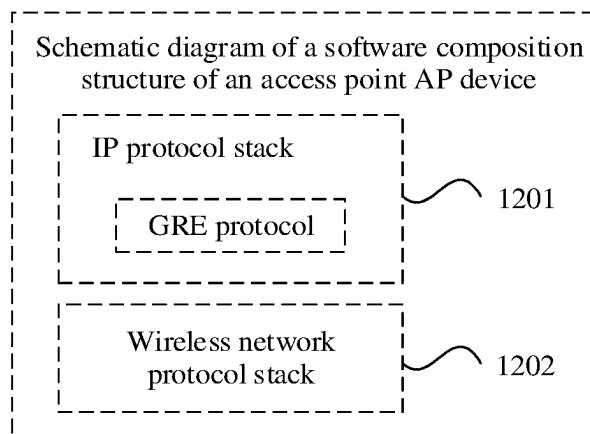 Schematic diagram of a software composition
structure of an access point AP device
IP protocol stack
GRE protocol
1201
Wireless network
protocol stack
1202